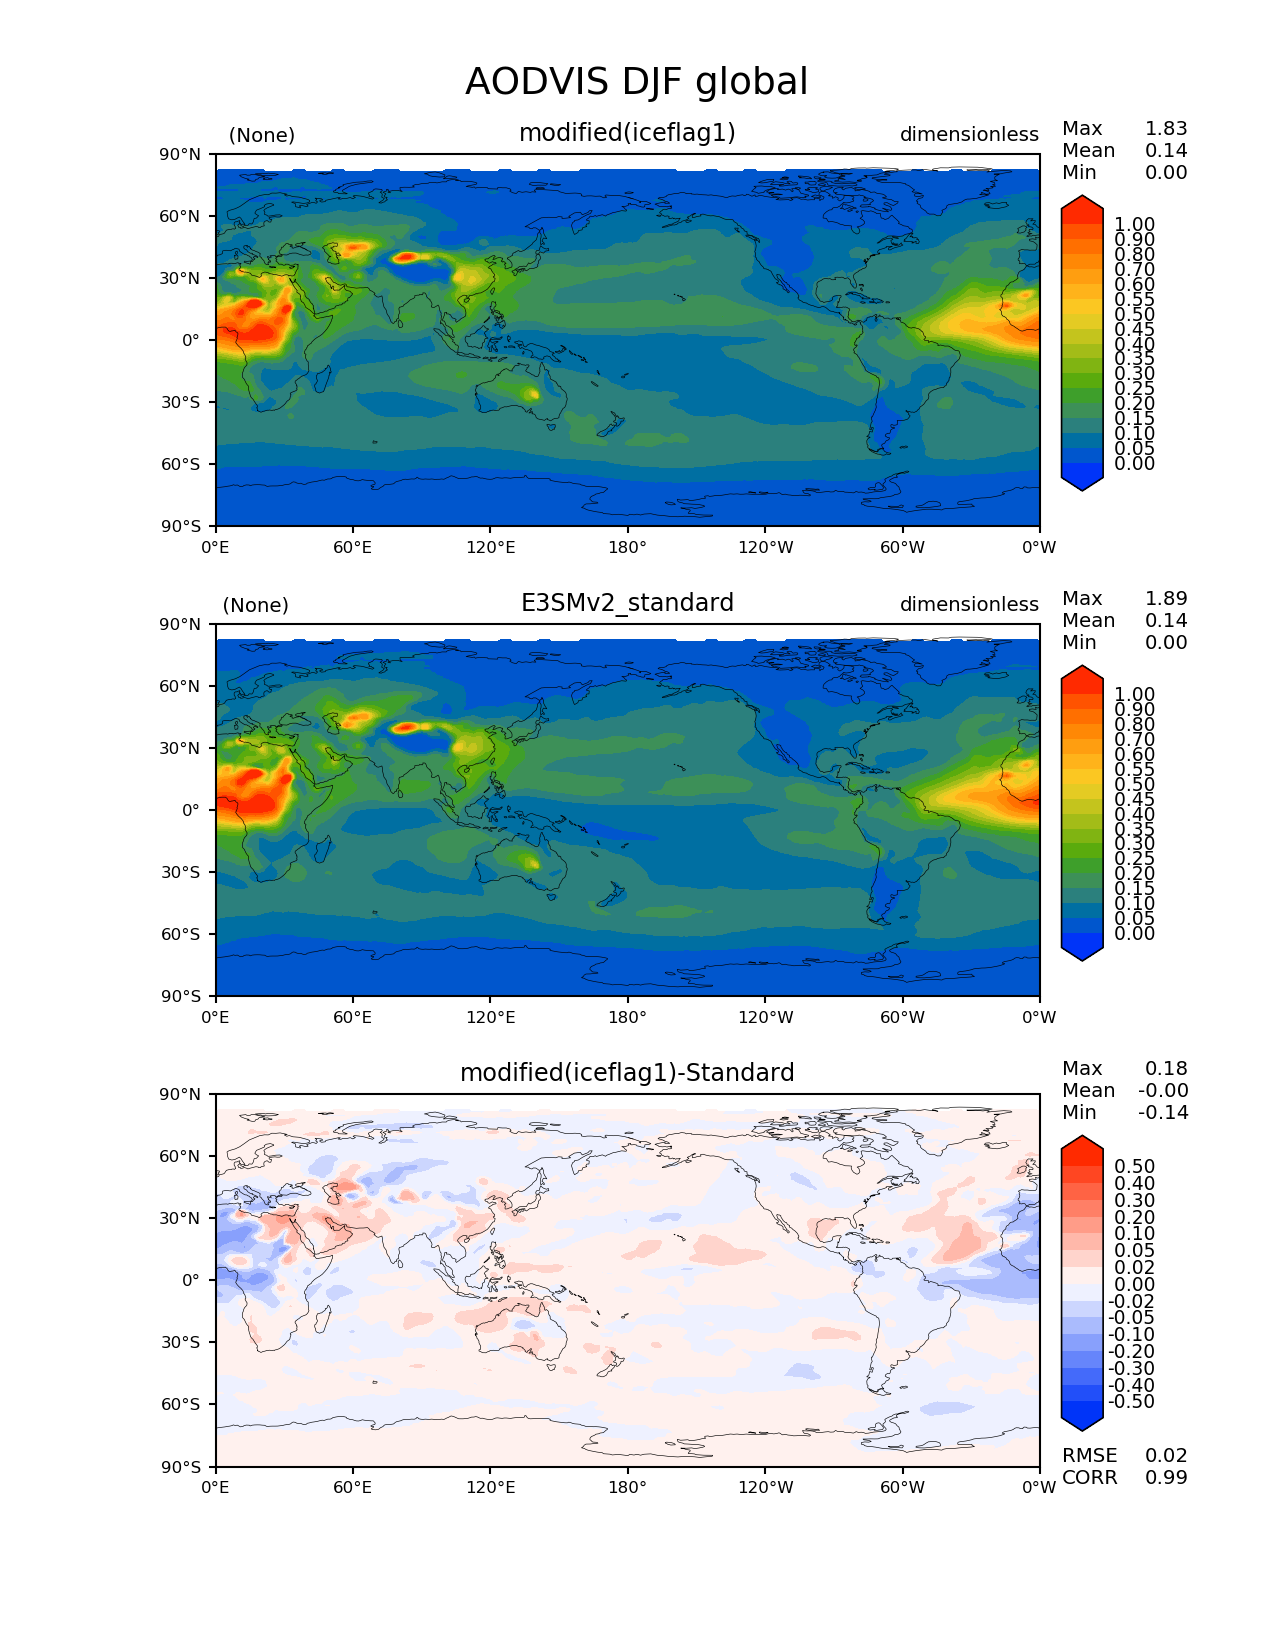 AODVIS DJF global
(None) modified(iceflag1) dimensionless
Max 1.83
Mean 0.14
Min 0.00
90°N
60°N
30°N
0°
30°S
60°S
90°S
0°E 60°E 120°E 180° 120°W 60°W 0°W
1.00
0.90
0.80
0.70
0.60
0.55
0.50
0.45
0.40
0.35
0.30
0.25
0.20
0.15
0.10
0.05
0.00
(None) E3SMv2_standard dimensionless
Max 1.89
Mean 0.14
Min 0.00
90°N
60°N
30°N
0°
30°S
60°S
90°S
0°E 60°E 120°E 180° 120°W 60°W 0°W
1.00
0.90
0.80
0.70
0.60
0.55
0.50
0.45
0.40
0.35
0.30
0.25
0.20
0.15
0.10
0.05
0.00
modified(iceflag1)-Standard
Max 0.18
Mean -0.00
Min -0.14
90°N
60°N
30°N
0°
30°S
60°S
90°S
0°E 60°E 120°E 180° 120°W 60°W 0°W
0.50
0.40
0.30
0.20
0.10
0.05
0.02
0.00
-0.02
-0.05
-0.10
-0.20
-0.30
-0.40
-0.50
RMSE 0.02
CORR 0.99